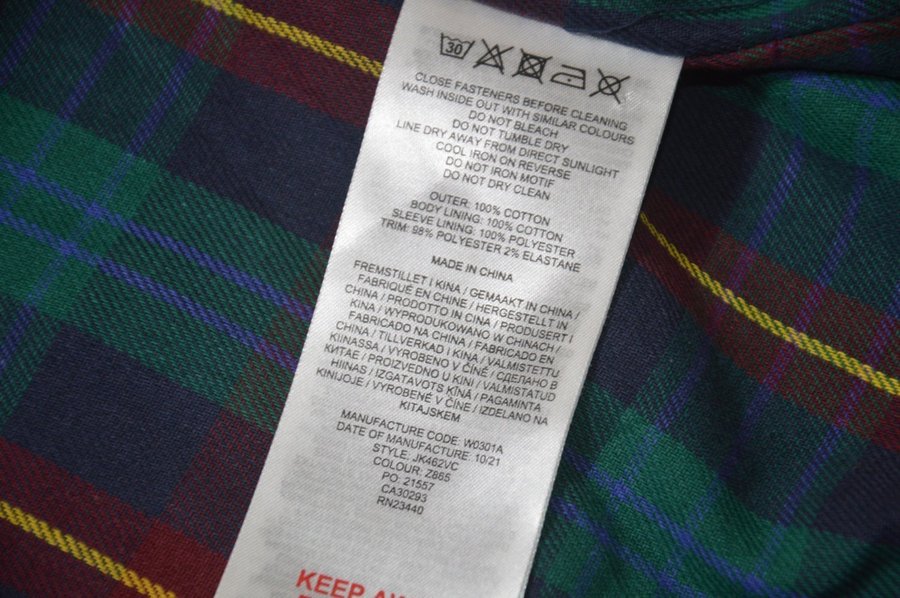 30
CLOSE FASTENERS BEFORE CLEANING
WASH INSIDE OUT WITH SIMILAR COLOURS
DO NOT BLEACH
DO NOT TUMBLE DRY
LINE DRY AWAY FROM DIRECT SUNLIGHT
COOL IRON ON REVERSE
DO NOT IRON MOTIF
DO NOT DRY CLEAN
OUTER: 100% COTTON
BODY LINING: 100% COTTON
SLEEVE LINING: 100% POLYESTER
TRIM: 98% POLYESTER 2% ELASTANE
MADE IN CHINA
FREMSTILLET I KINA / GEMAAKT IN CHINA /
FABRIQUÉ EN CHINE / HERGESTELLT IN
CHINA / PRODOTTO IN CINA / PRODUSERT I
KINA / WYPRODUKOWANO W CHINACH /
FABRICADO NA CHINA / FABRICADO EN
CHINA / TILLVERKAD I KINA / VALMISTETTU
KIINASSA / VYROBENO V ČÍNĚ / СДЕЛАНО В
КИТАЕ / PROIZVEDNO U KINI / VALMISTATUD
HIINAS / IZGATAVOTS ĶĪNA / PAGAMINTA
KINIJOJE / VYROBENÉ V ČÍNE / IZDELANO NA
KITAJSKEM
MANUFACTURE CODE: W0301A
DATE OF MANUFACTURE: 10/21
STYLE: JK462VC
COLOUR: Z865
PO: 21557
CA30293
RN23440
KEEP